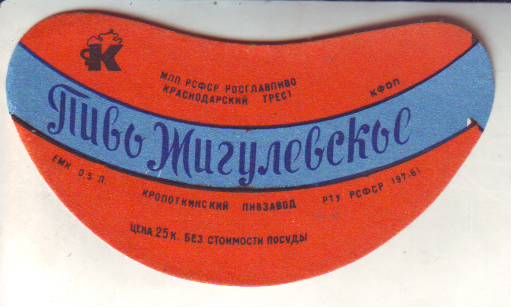 К
МПП РСФСР РОСГЛАВПИВО
КРАСНОДАРСКИЙ ТРЕСТ
КФОП
Пиво Жигулевское
ЕМК 0,5 Л.
КРОПОТКИНСКИЙ ПИВЗАВОД
РТУ РСФСР 197-61
ЦЕНА 25 К. БЕЗ СТОИМОСТИ ПОСУДЫ